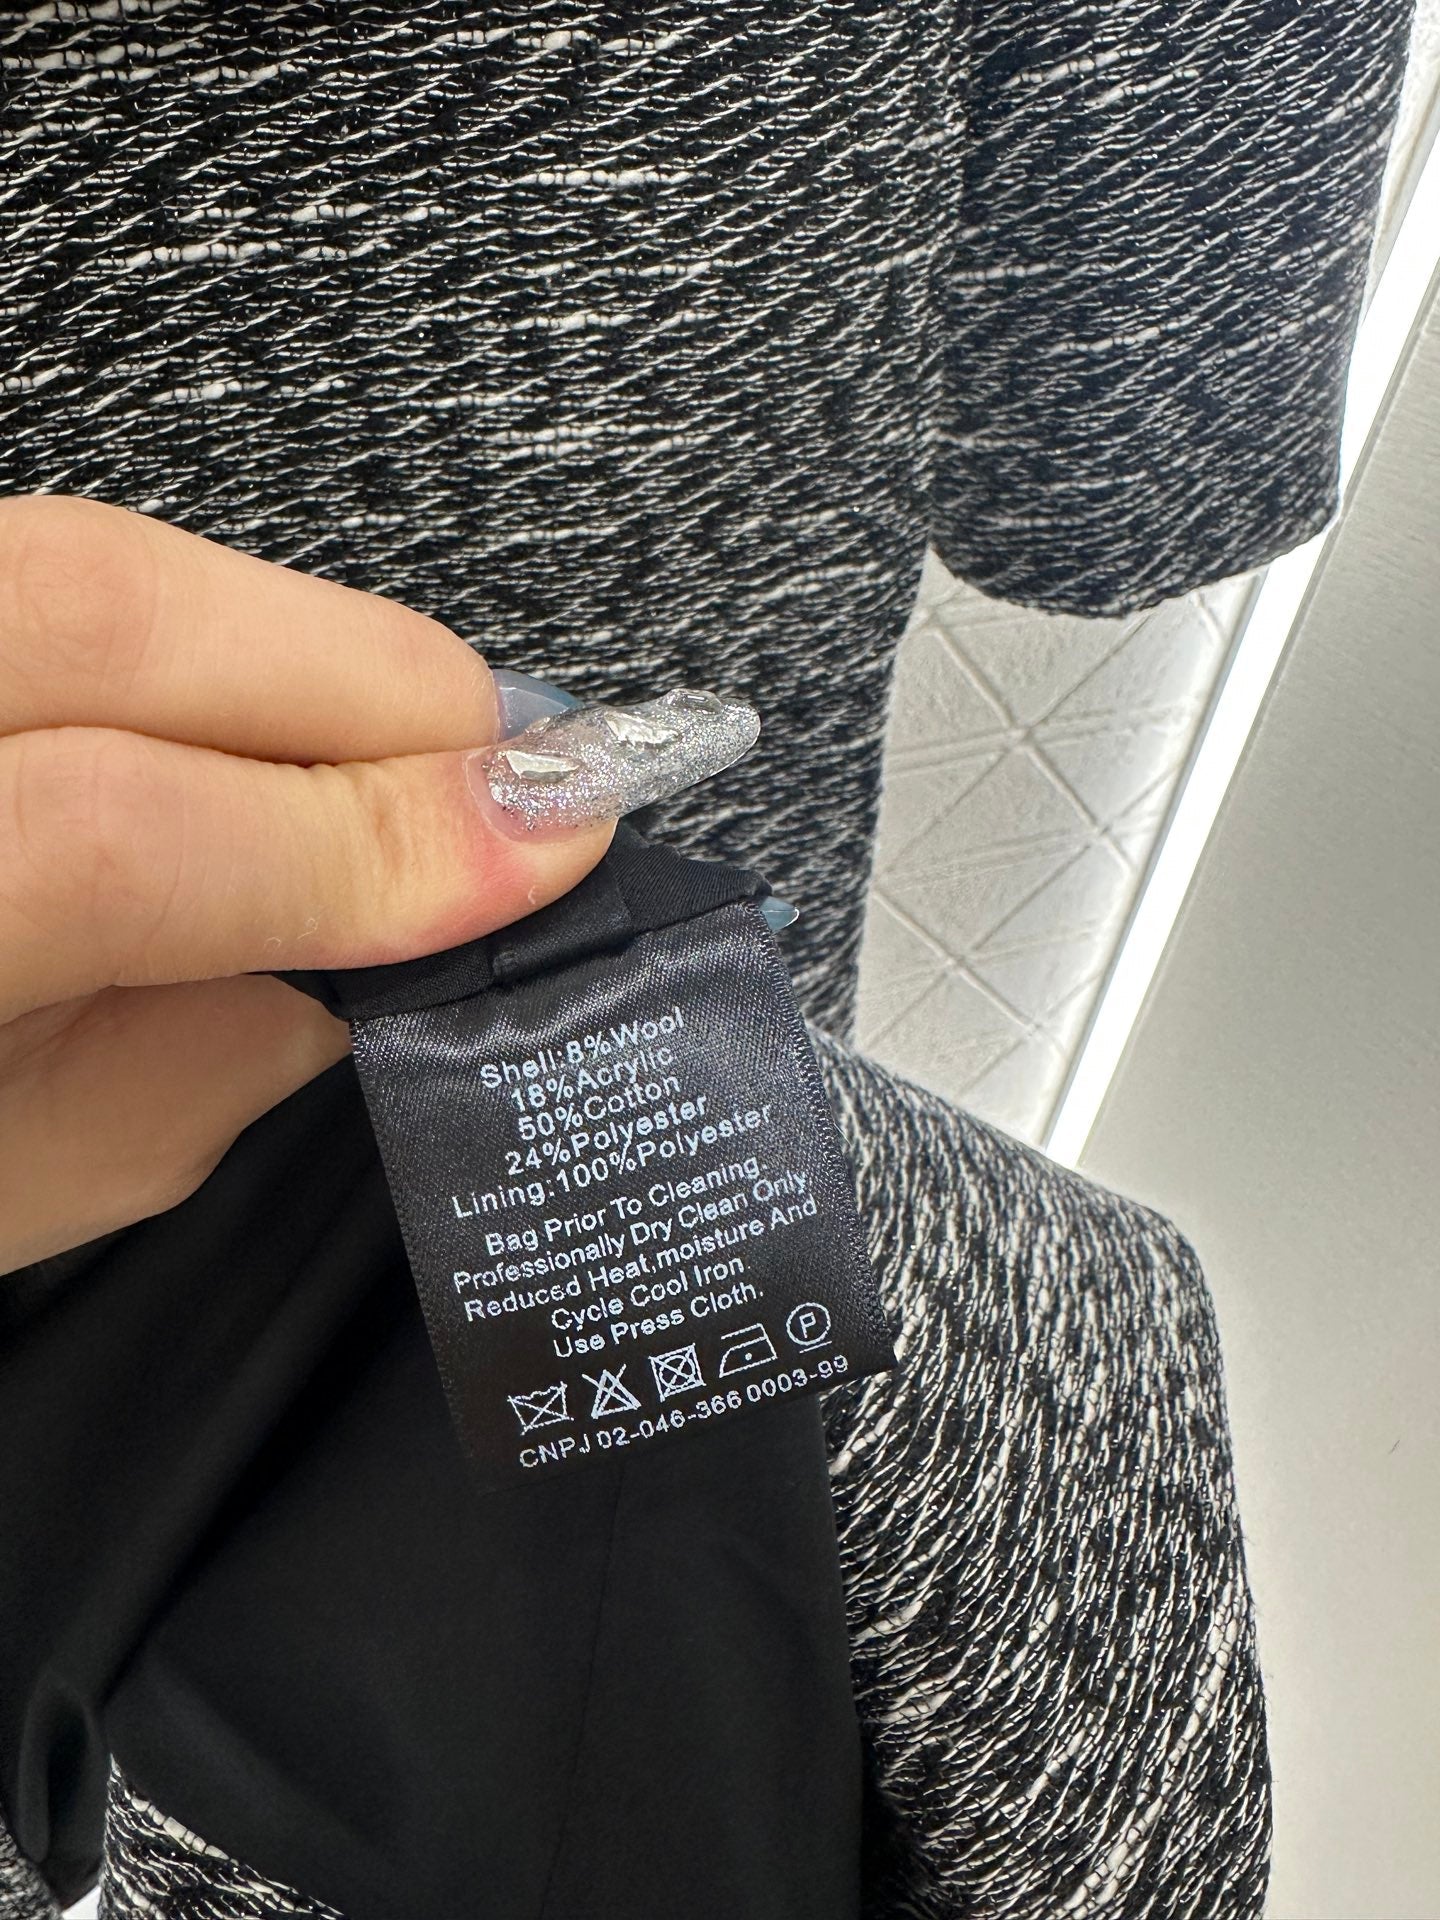 Shell:8%Wool
18%Acrylic
50%Cotton
24%Polyester
Lining:100%Polyester
Bag Prior To Cleaning.
Professionally Dry Clean Only
Reduced Heat,moisture And
Cycle Cool Iron
Use Press Cloth.
P
CNPJ 02-046-366 0003-99